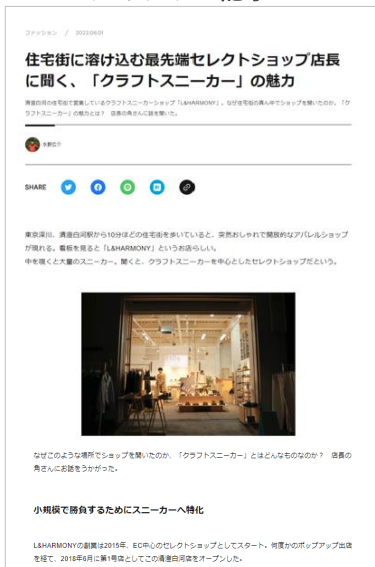 ファッション / 2022.06.01
住宅街に溶け込む最先端セレクトショップ店長
に聞く、「クラフトスニーカー」の魅力
清澄白河の住宅街で営業しているクラフトスニーカーショップ「L&HARMONY」。なぜ住宅街の真ん中でショップを開いたのか。「ク
ラフトスニーカー」の魅力とは？ 店長の角さんに話を聞いた。
SHARE
東京深川、清澄白河駅から10分ほどの住宅街を歩いていると、突然おしゃれで開放的なアパレルショップ
が現れる。看板を見ると「L&HARMONY」というお店らしい。
中を覗くと大量のスニーカー。聞くと、クラフトスニーカーを中心としたセレクトショップだという。
なぜこのような場所でショップを開いたのか、「クラフトスニーカー」とはどんなものなのか？ 店長の
角さんにお話をうかがった。
小規模で勝負するためにスニーカーへ特化
L&HARMONYの創業は2015年、EC中心のセレクトショップとしてスタート。何度かのポップアップ出店
を経て、2018年6月に第1号店としてこの清澄白河店をオープンした。